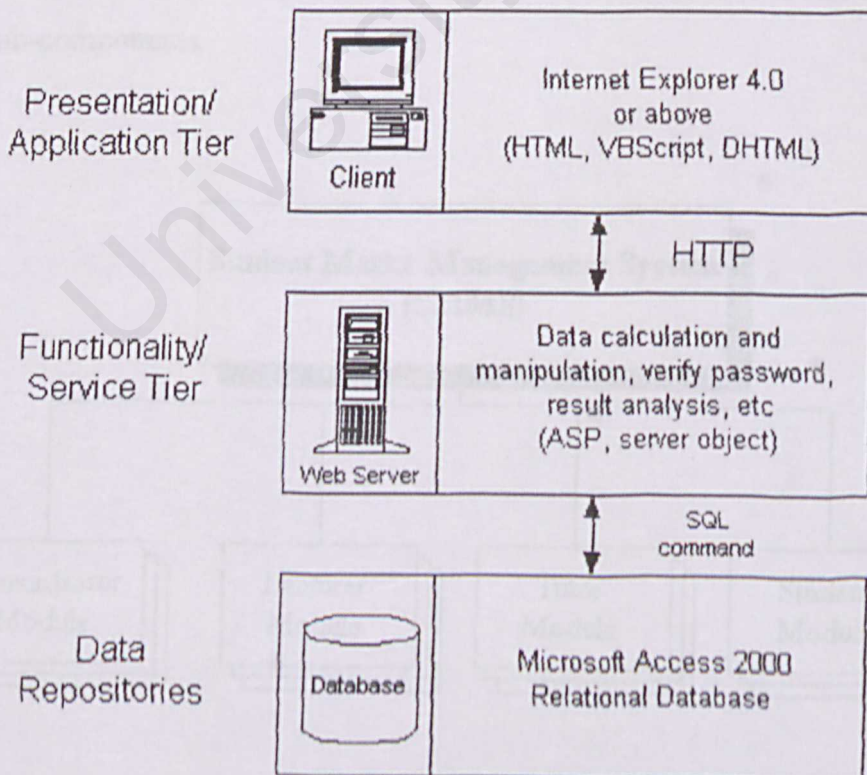 Presentation/
Application Tier
Client
Internet Explorer 4.0
or above
(HTML, VBScript, DHTML)
HTTP
Functionality/
Service Tier
Web Server
Data calculation and
manipulation, verify password,
result analysis, etc
(ASP, server object)
SQL
command
Data
Repositories
Database
Microsoft Access 2000
Relational Database